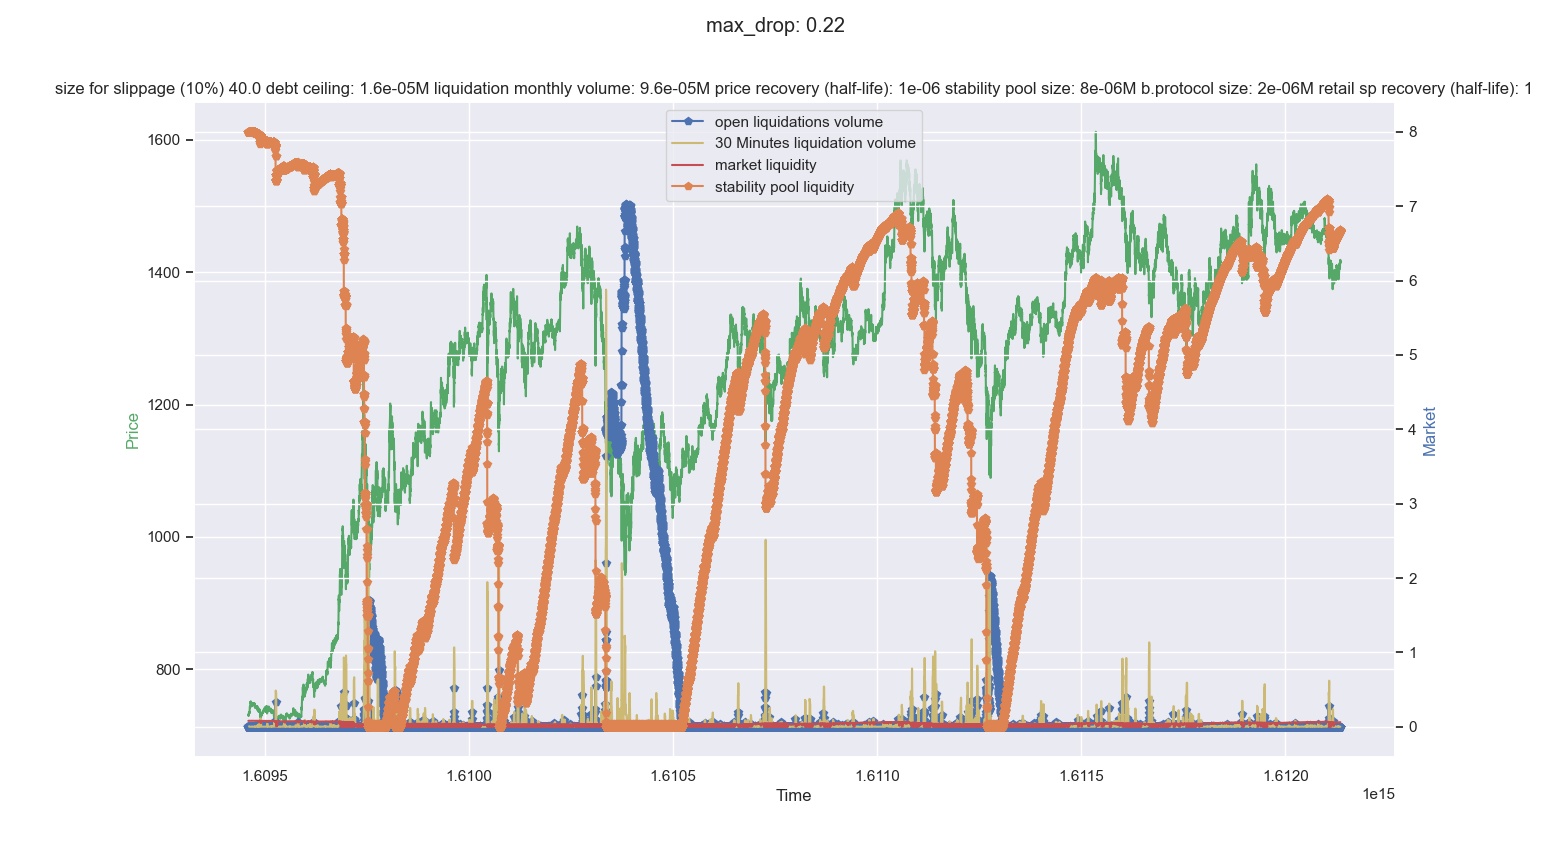 max_drop: 0.22
size for slippage (10%) 40.0 debt ceiling: 1.6e-05M liquidation monthly volume: 9.6e-05M price recovery (half-life): 1e-06 stability pool size: 8e-06M b.protocol size: 2e-06M retail sp recovery (half-life): 1
open liquidations volume
30 Minutes liquidation volume
market liquidity
stability pool liquidity
1600
1400
1200
1000
800
Price
8
7
6
5
4
3
2
1
0
Market
1.6095 1.6100 1.6105 1.6110 1.6115 1.6120
Time
1e15